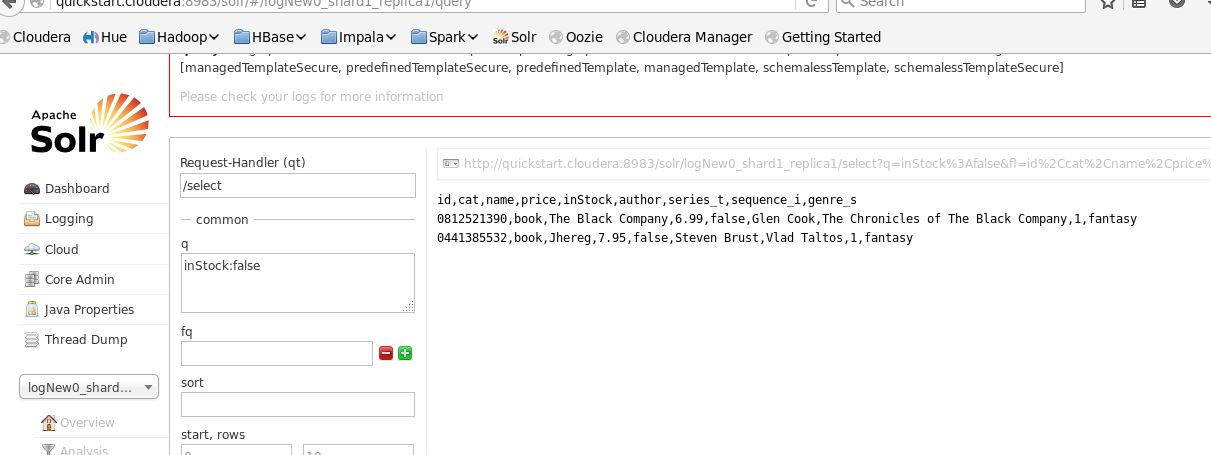 quickstart.cloudera:8983/solr/#/logNew0_shard1_replica1/query
Search
Cloudera Hue Hadoop HBase Impala Spark Solr Oozie Cloudera Manager Getting Started
[managedTemplateSecure, predefinedTemplateSecure, predefinedTemplate, managedTemplate, schemalessTemplate, schemalessTemplateSecure]
Please check your logs for more information
Apache
Solr
Dashboard
Logging
Cloud
Core Admin
Java Properties
Thread Dump
logNew0_shard...
Overview
Analysis
Request-Handler (qt)
/select
common
q
inStock:false
fq
sort
start, rows
http://quickstart.cloudera:8983/solr/logNew0_shard1_replica1/select?q=inStock%3Afalse&fl=id%2Ccat%2Cname%2Cprice%
id,cat,name,price,inStock,author,series_t,sequence_i,genre_s
0812521390,book,The Black Company,6.99,false,Glen Cook,The Chronicles of The Black Company,1,fantasy
0441385532,book,Jhereg,7.95,false,Steven Brust,Vlad Taltos,1,fantasy